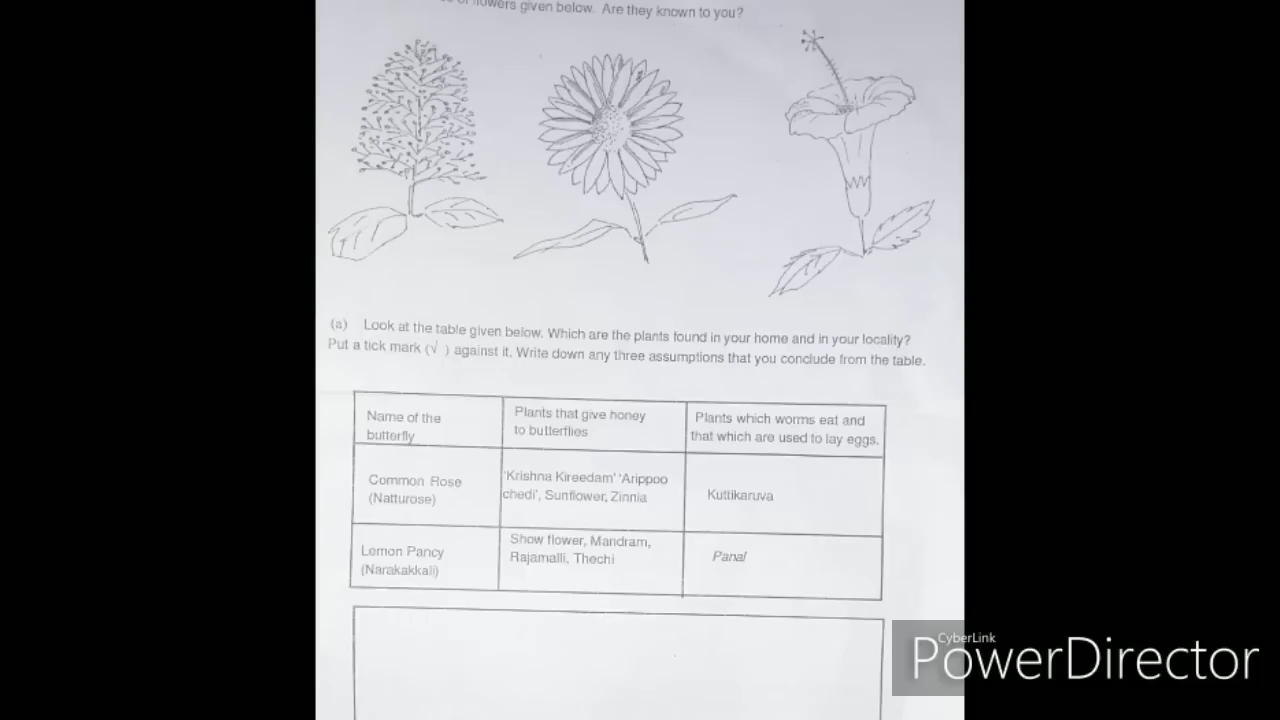 of flowers given below. Are they known to you?
(a) Look at the table given below. Which are the plants found in your home and in your locality?
Put a tick mark (√ ) against it. Write down any three assumptions that you conclude from the table.
Name of the
butterfly
Plants that give honey
to butterflies
Plants which worms eat and
that which are used to lay eggs.
Common Rose
(Natturose)
'Krishna Kireedam' 'Arippoo
chedi', Sunflower, Zinnia
Kuttikaruva
Lemon Pancy
(Narakakkali)
Show flower, Mandram,
Rajamalli, Thechi
Panal
CyberLink
PowerDirector